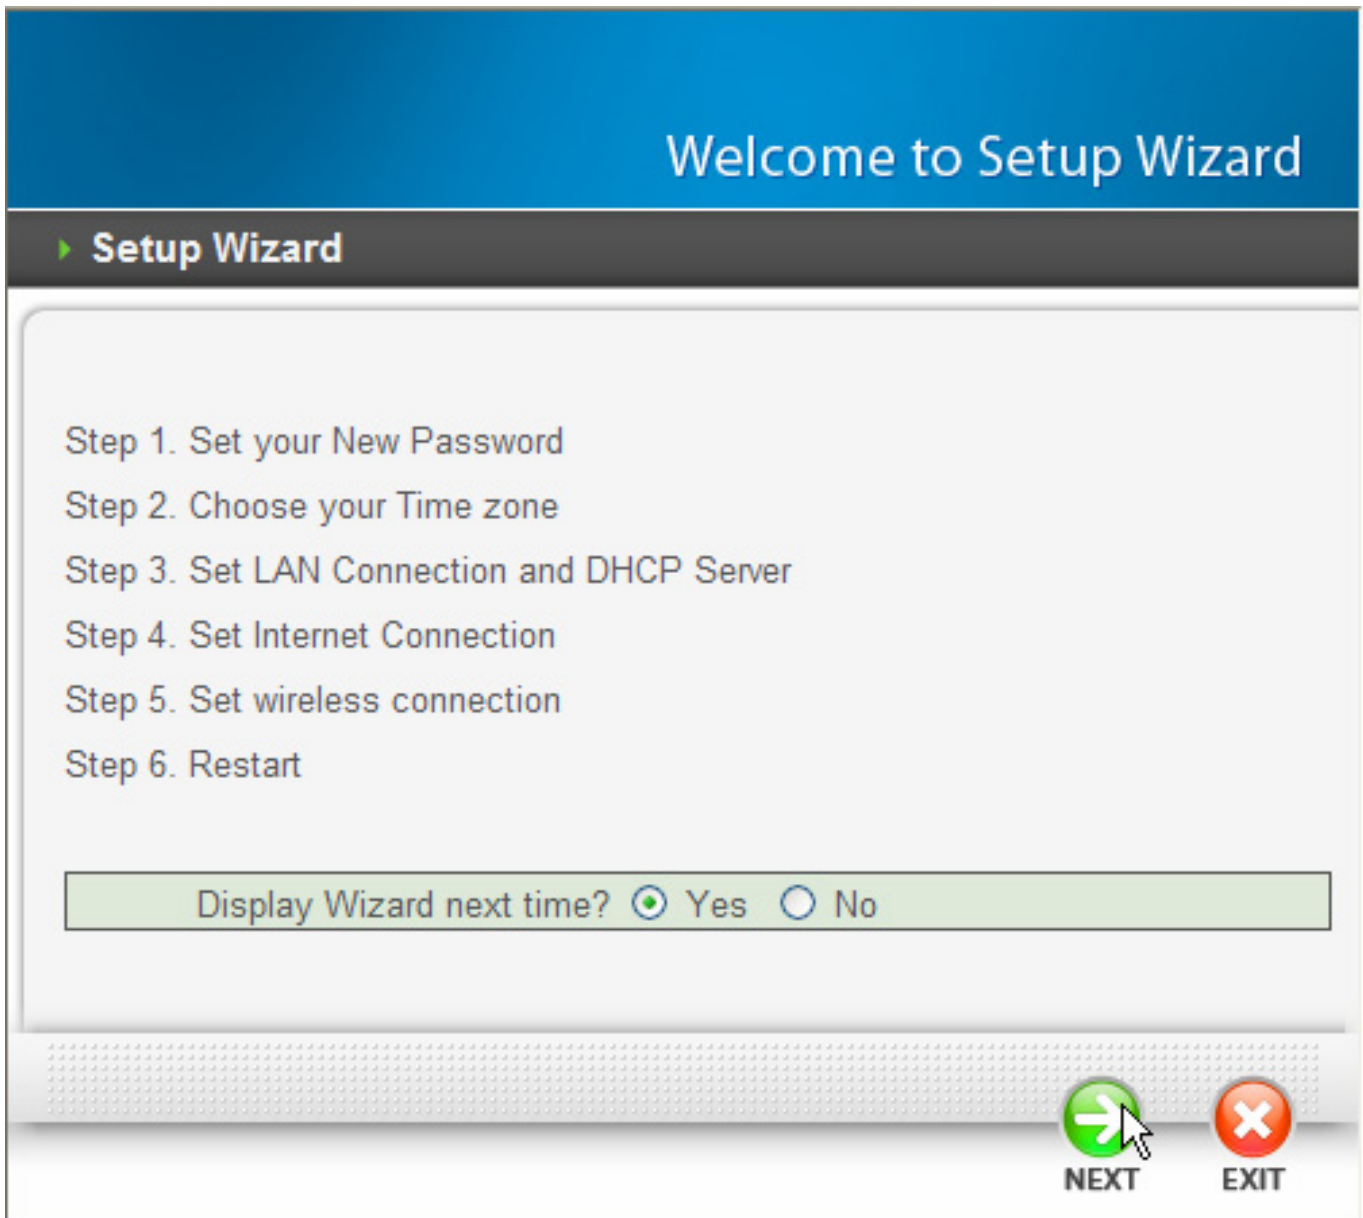 Welcome to Setup Wizard
Setup Wizard
Step 1. Set your New Password
Step 2. Choose your Time zone
Step 3. Set LAN Connection and DHCP Server
Step 4. Set Internet Connection
Step 5. Set wireless connection
Step 6. Restart
Display Wizard next time? Yes No
NEXT EXIT